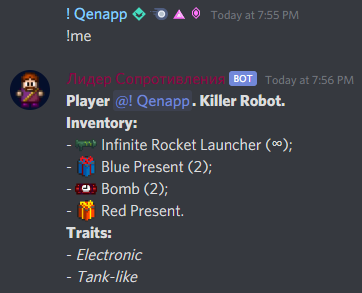 ! Qenapp Today at 7:55 PM
!me
Лидер Сопротивления BOT Today at 7:56 PM
Player @! Qenapp. Killer Robot.
Inventory:
- Infinite Rocket Launcher (∞);
- Blue Present (2);
- Bomb (2);
- Red Present.
Traits:
- Electronic
- Tank-like